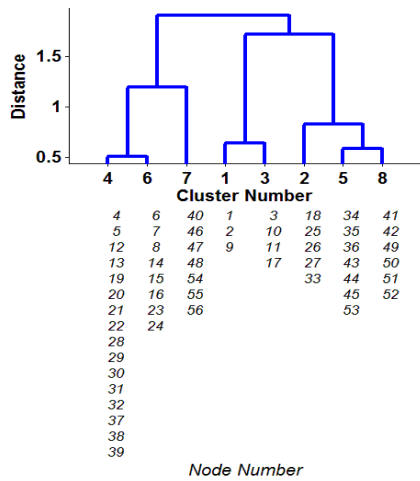 Distance
1.5
1
0.5
4 6 7 1 3 2 5 8
Cluster Number
4 6 40 1 3 18 34 41
5 7 46 2 10 25 35 42
12 8 47 9 11 26 36 49
13 14 48 17 27 43 50
19 15 54 33 44 51
20 16 55 45 52
21 23 56 53
22 24
28
29
30
31
32
37
38
39
Node Number